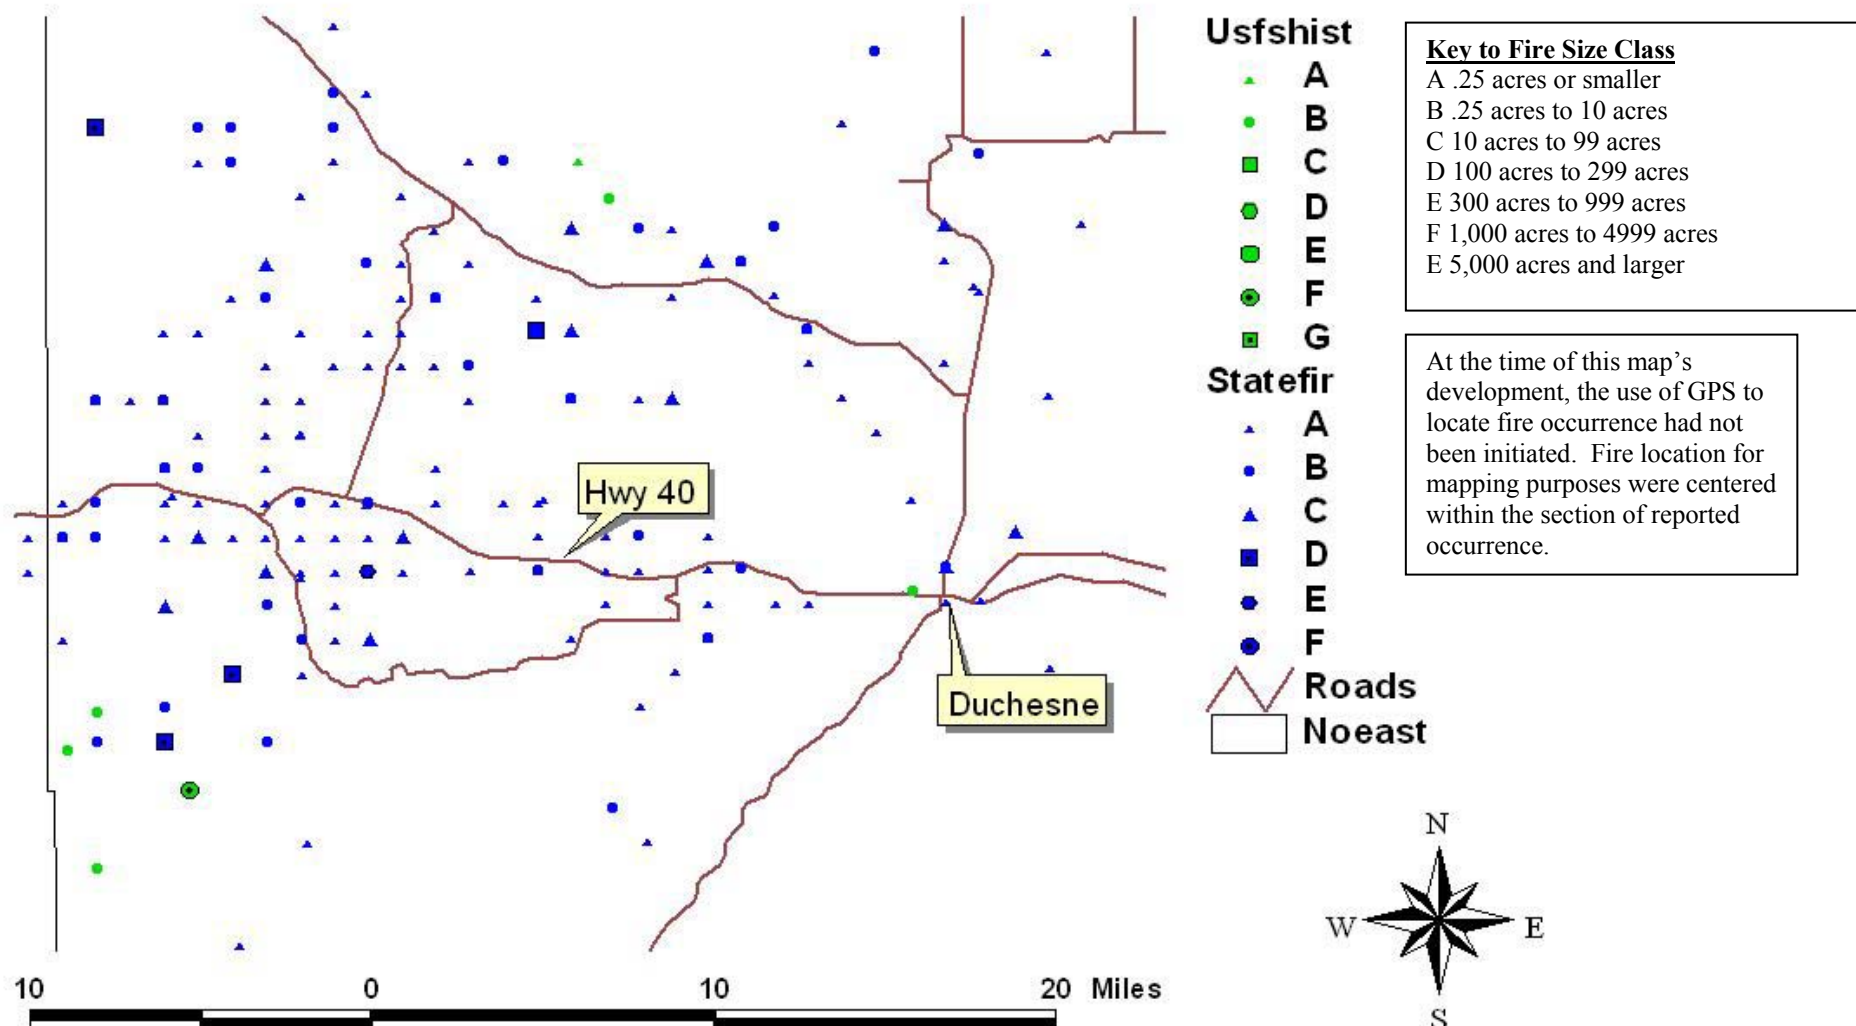 Usfshist
A
B
C
D
E
F
G
Statefir
A
B
C
D
E
F
Roads
Noeast
Key to Fire Size Class
A .25 acres or smaller
B .25 acres to 10 acres
C 10 acres to 99 acres
D 100 acres to 299 acres
E 300 acres to 999 acres
F 1,000 acres to 4999 acres
E 5,000 acres and larger
At the time of this map’s
development, the use of GPS to
locate fire occurrence had not
been initiated.  Fire location for
mapping purposes were centered
within the section of reported
occurrence.
Hwy 40
Duchesne
N
W E
S
10 0 10 20 Miles